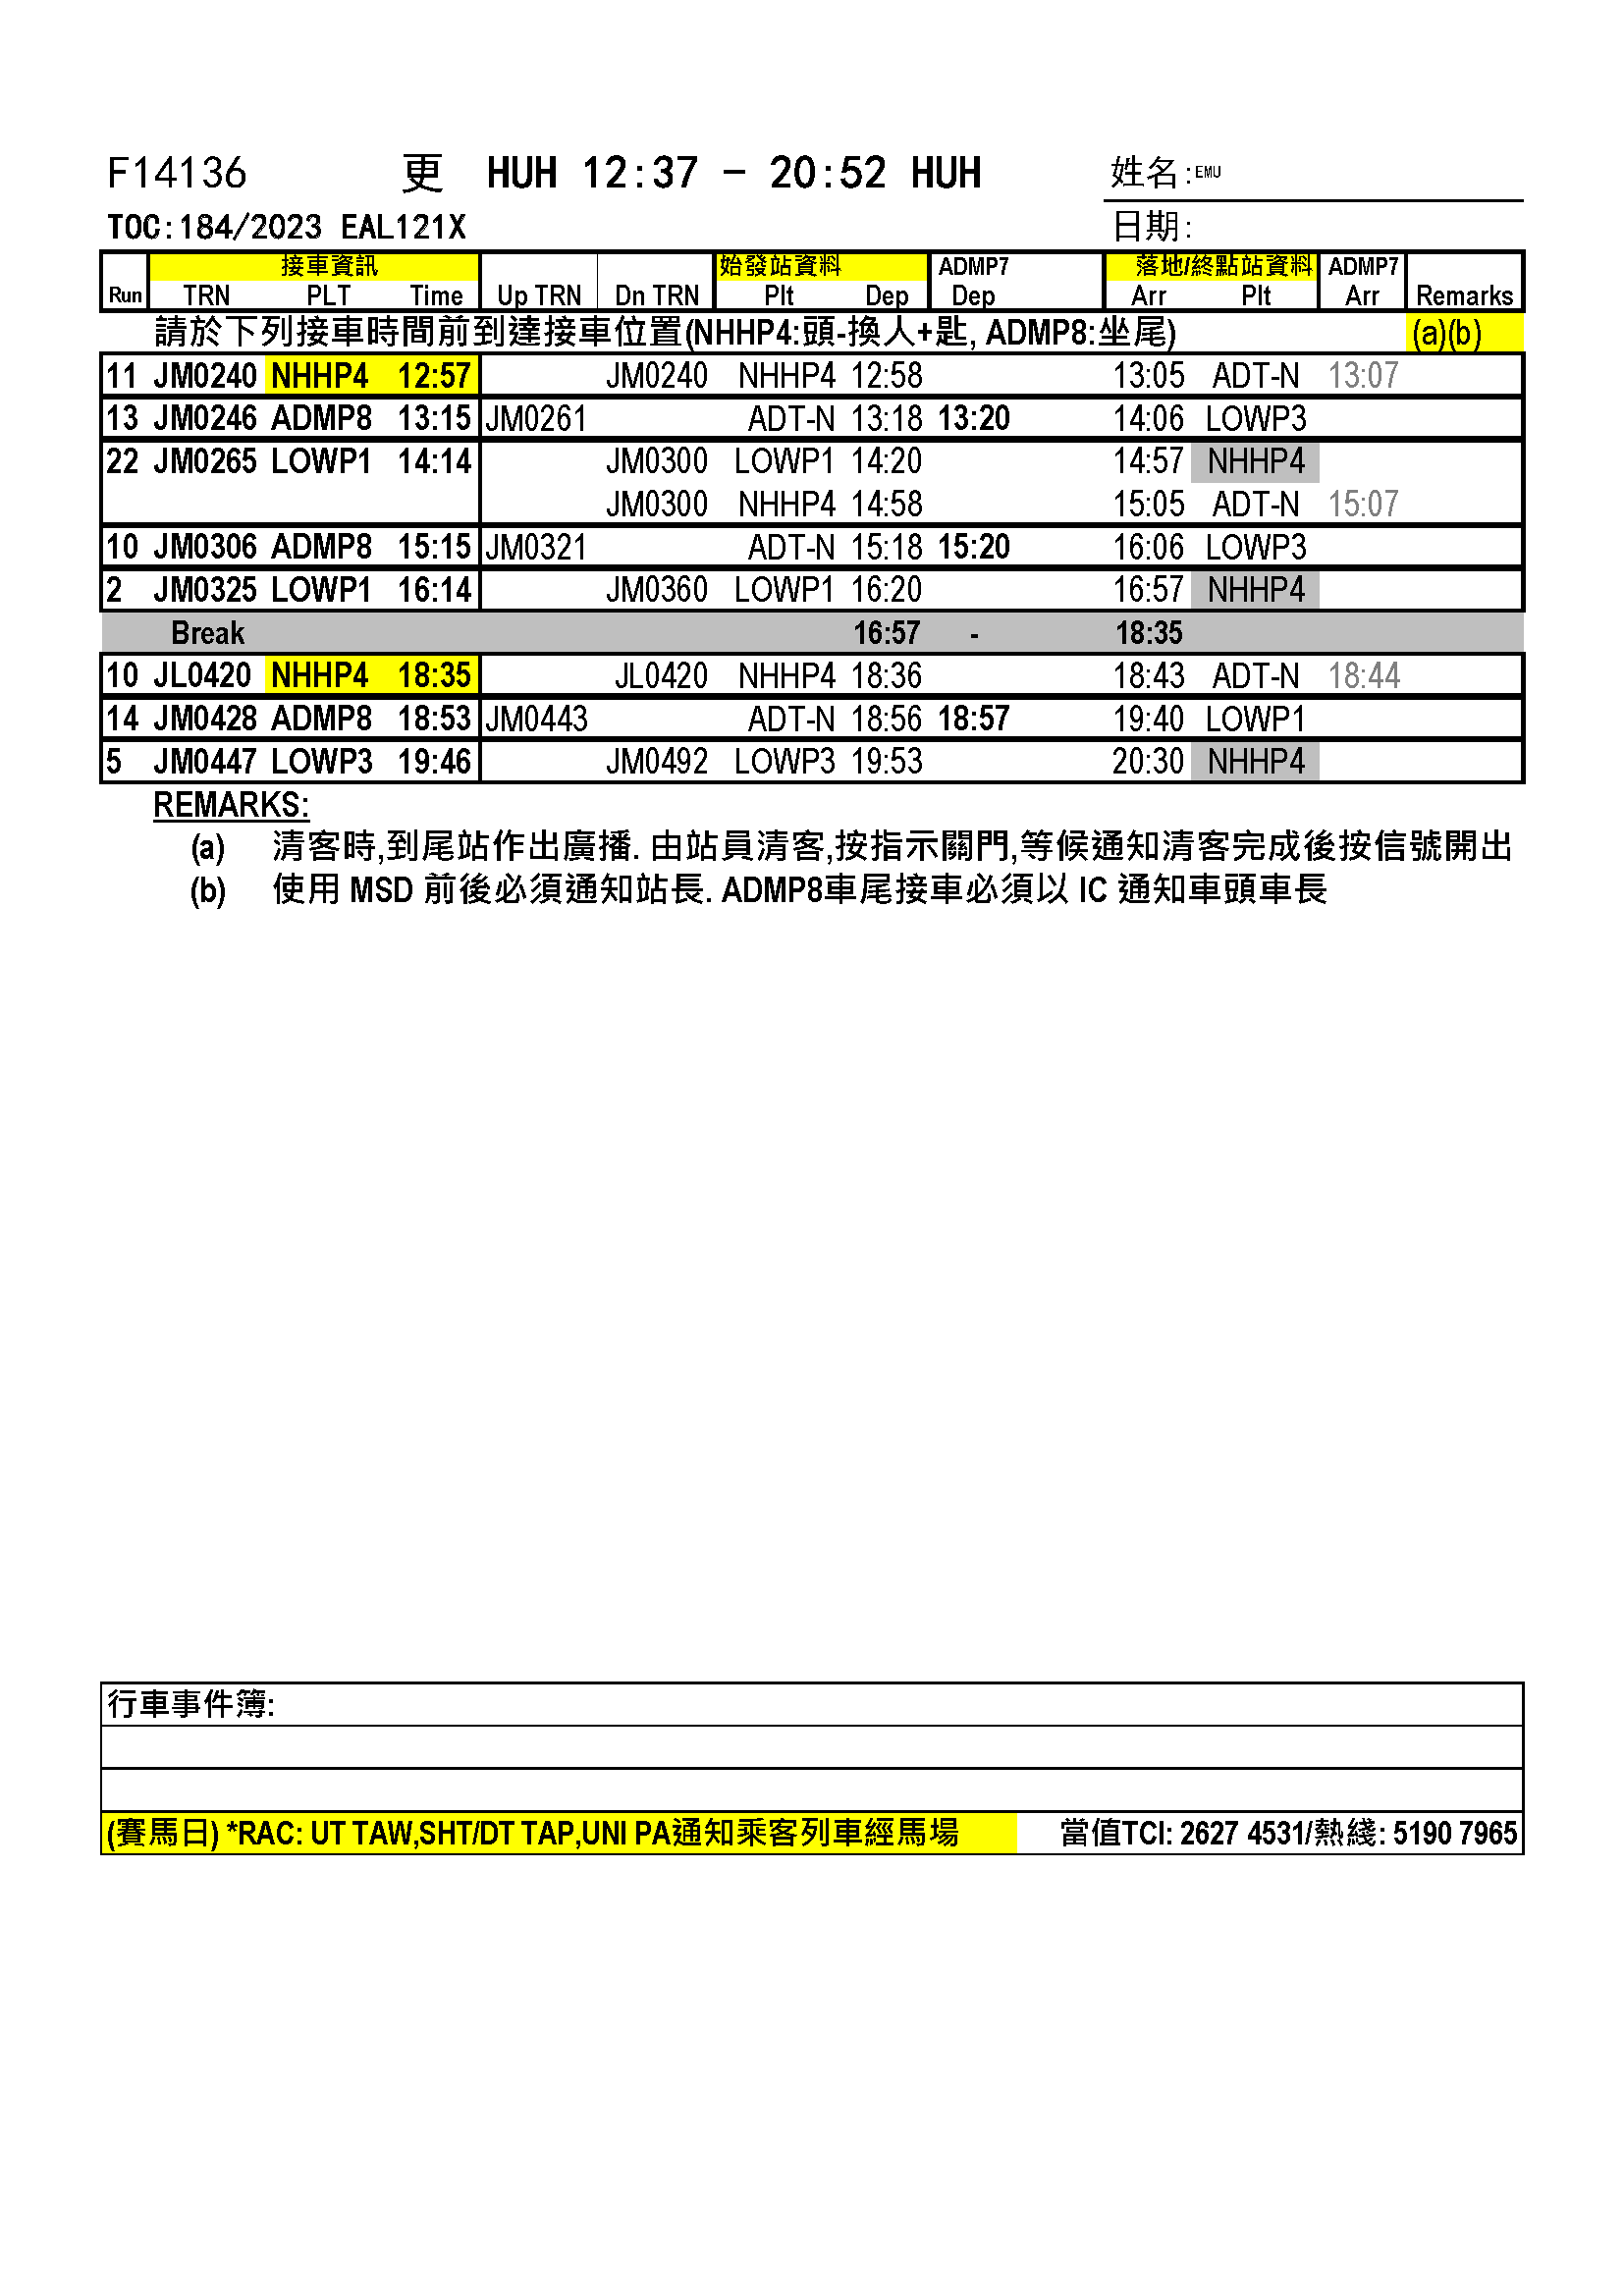 F14136 更 HUH 12:37 - 20:52 HUH 姓名:EMU
TOC:184/2023 EAL121X 日期:
接車資訊 始發站資料 ADMP7 落地/終點站資料 ADMP7
Run TRN PLT Time Up TRN Dn TRN Plt Dep Dep Arr Plt Arr Remarks
請於下列接車時間前到達接車位置(NHHP4:頭-換人+匙, ADMP8:坐尾) (a)(b)
11 JM0240 NHHP4 12:57 JM0240 NHHP4 12:58 13:05 ADT-N 13:07
13 JM0246 ADMP8 13:15 JM0261 ADT-N 13:18 13:20 14:06 LOWP3
22 JM0265 LOWP1 14:14 JM0300 LOWP1 14:20 14:57 NHHP4
JM0300 NHHP4 14:58 15:05 ADT-N 15:07
10 JM0306 ADMP8 15:15 JM0321 ADT-N 15:18 15:20 16:06 LOWP3
2 JM0325 LOWP1 16:14 JM0360 LOWP1 16:20 16:57 NHHP4
Break 16:57 - 18:35
10 JL0420 NHHP4 18:35 JL0420 NHHP4 18:36 18:43 ADT-N 18:44
14 JM0428 ADMP8 18:53 JM0443 ADT-N 18:56 18:57 19:40 LOWP1
5 JM0447 LOWP3 19:46 JM0492 LOWP3 19:53 20:30 NHHP4
REMARKS:
(a) 清客時,到尾站作出廣播. 由站員清客,按指示關門,等候通知清客完成後按信號開出
(b) 使用 MSD 前後必須通知站長. ADMP8車尾接車必須以 IC 通知車頭車長
行車事件簿:
(賽馬日) *RAC: UT TAW,SHT/DT TAP,UNI PA通知乘客列車經馬場 當值TCI: 2627 4531/熱綫: 5190 7965